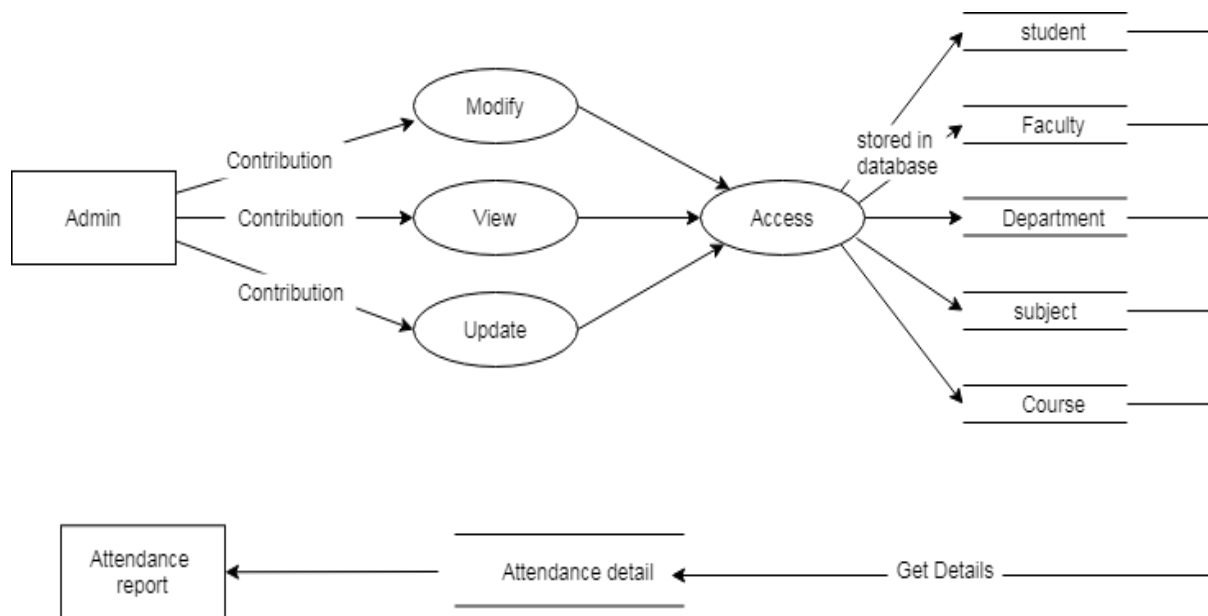 student
Modify
Faculty
stored in
database
Contribution
Admin
Contribution
View
Access
Department
Contribution
Update
subject
Course
Attendance
report
Attendance detail
Get Details